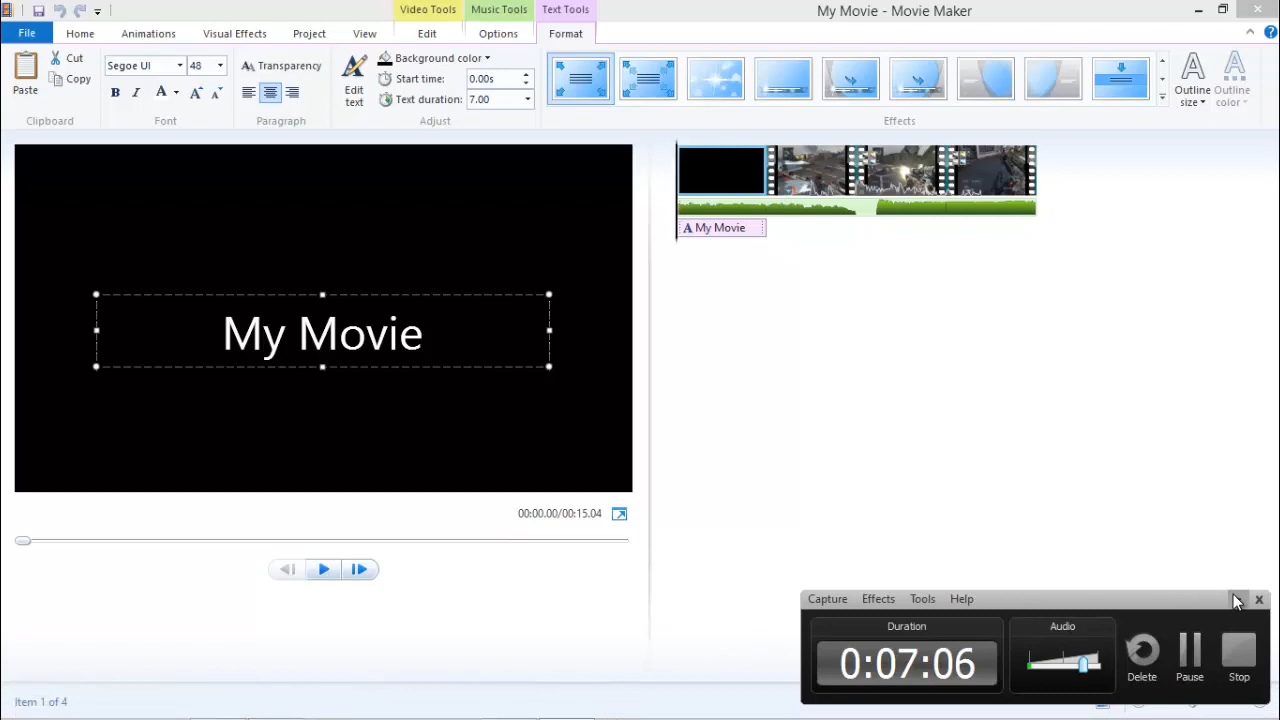 Video Tools Music Tools Text Tools My Movie - Movie Maker
File Home Animations Visual Effects Project View Edit Options Format
Paste Cut Copy
Clipboard
Segoe UI 48
B I A A A
Font
Transparency
Paragraph
Edit text
Background color
Start time: 0.00s
Text duration: 7.00
Adjust
Effects
Outline size Outline color
My Movie
A My Movie
00:00.00/00:15.04
Item 1 of 4
Capture Effects Tools Help
Duration Audio
0:07:06
Delete Pause Stop